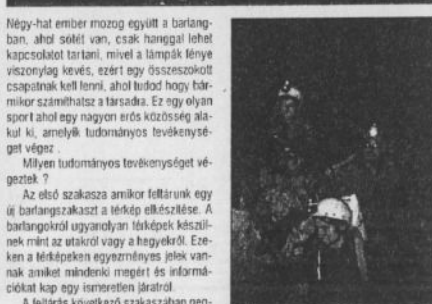 Négy-hat ember mozog együtt a barlang-
ban, ahol sötét van, csak hanggal lehet
kapcsolatot tartani, mivel a lámpák fénye
viszonylag kevés, ezért egy összeszokott
csapatnak kell lenni, ahol tudod hogy bár-
mikor számíthatsz a társadra. Ez egy olyan
sport ahol egy nagyon erős közösség ala-
kul ki, amelyik tudományos tevékenysé-
get végez .
Milyen tudományos tevékenységet vé-
geztek ?
Az első szakasza amikor feltárunk egy
új barlangszakaszt a térkép elkészítése. A
barlangokról ugyanolyan térképek készül-
nek mint az utakról vagy a hegyekről. Eze-
ken a térképeken egyezményes jelek van-
nak amiket mindenki megért és informá-
ciókat kap egy ismeretlen járatról.
A feltárás következő szakaszában